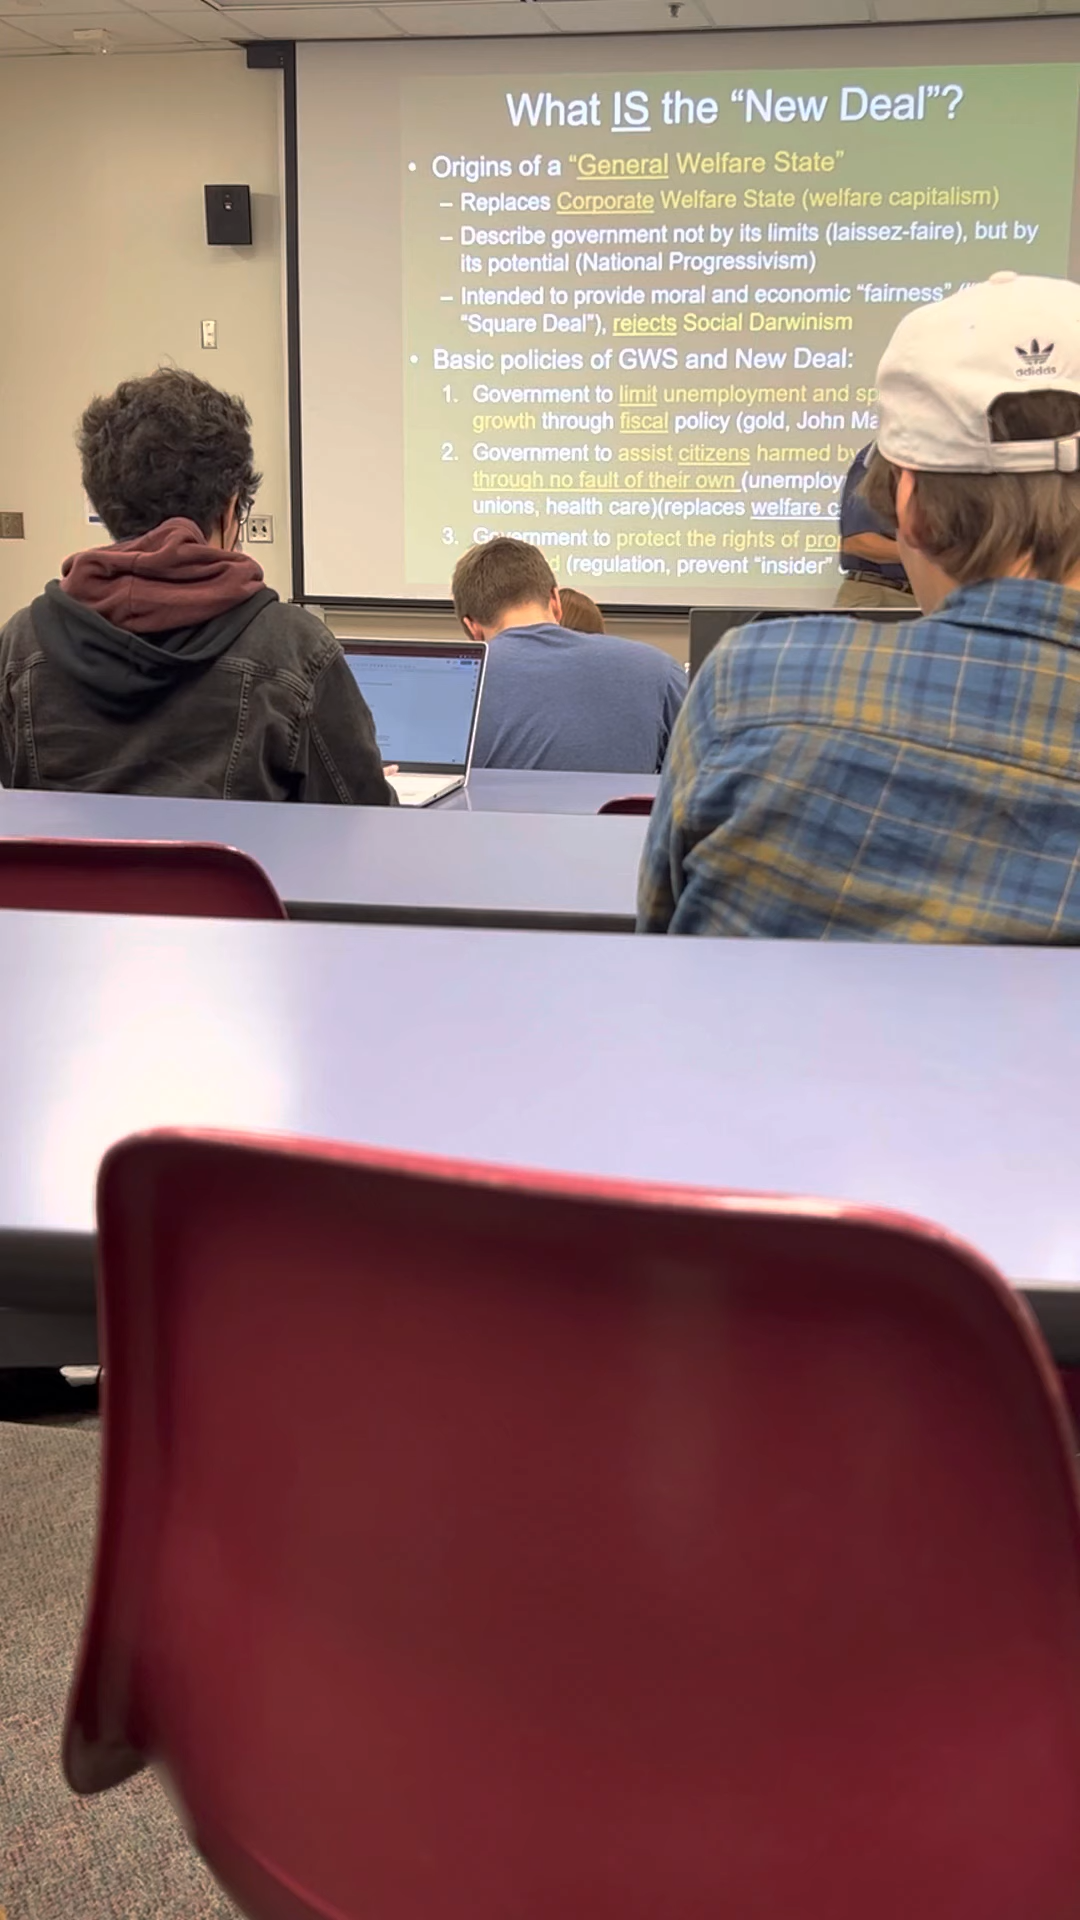 What IS the “New Deal”?
• Origins of a “General Welfare State”
– Replaces Corporate Welfare State (welfare capitalism)
– Describe government not by its limits (laissez-faire), but by
its potential (National Progressivism)
– Intended to provide moral and economic “fairness”
“Square Deal”), rejects Social Darwinism
• Basic policies of GWS and New Deal:
1. Government to limit unemployment and
growth through fiscal policy (gold, John
2. Government to assist citizens harmed by
through no fault of their own
unions, health care)(replaces welfare
3. Government to protect the rights of
(regulation, prevent “insider”
adidas